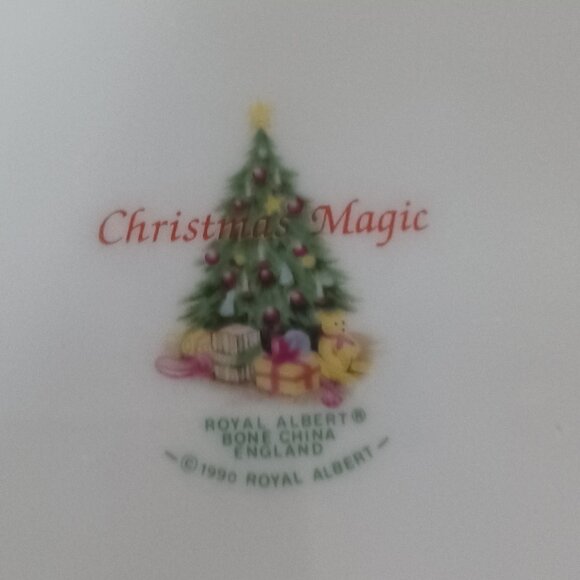 Christmas Magic
ROYAL ALBERT®
BONE CHINA
ENGLAND
—©1990 ROYAL ALBERT—